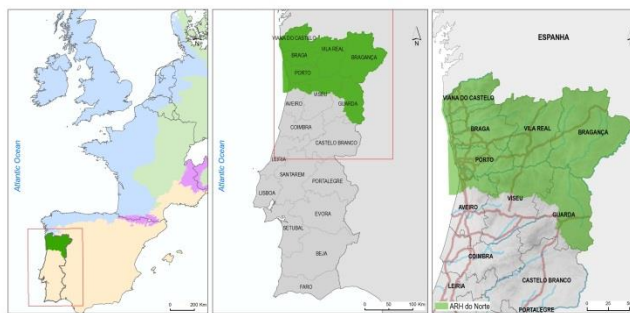 Atlantic Ocean
N
0 200 Km
Atlantic Ocean
N
VIANA DO CASTELO
VILA REAL
BRAGA
BRAGANÇA
PORTO
VISEU
AVEIRO
GUARDA
COIMBRA
CASTELO BRANCO
LEIRIA
SANTAREM
PORTALEGRE
LISBOA
EVORA
SETUBAL
BEJA
FARO
0 50 100 Km
ESPANHA
N
VIANA DO CASTELO
BRAGA
VILA REAL
BRAGANÇA
PORTO
VISEU
AVEIRO
GUARDA
COIMBRA
CASTELO BRANCO
LEIRIA
PORTALEGRE
ARH do Norte